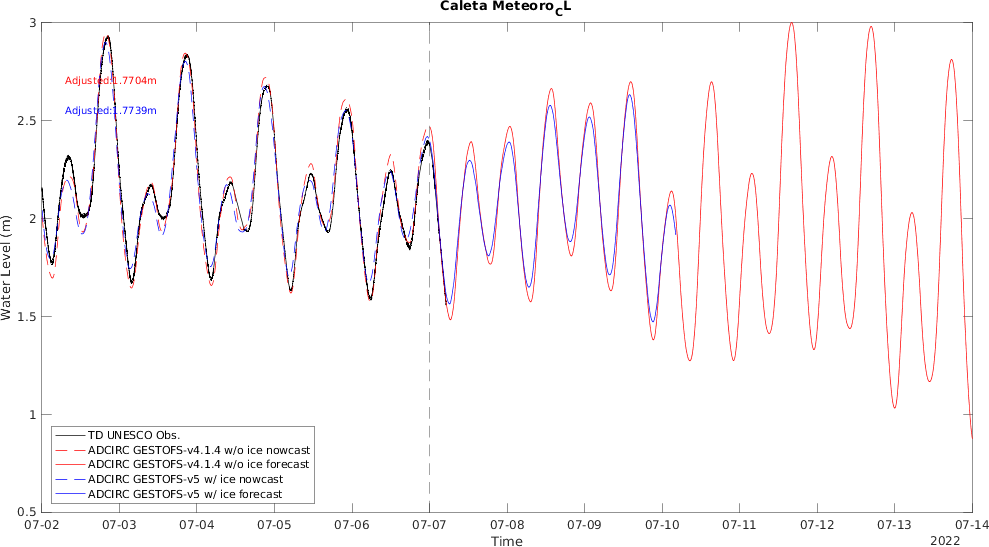 Caleta Meteoro_CL
3
Adjusted:1.7704m
Adjusted:1.7739m
2.5
2
1.5
1
0.5
Water Level (m)
TD UNESCO Obs.
ADCIRC GESTOFS-v4.1.4 w/o ice nowcast
ADCIRC GESTOFS-v4.1.4 w/o ice forecast
ADCIRC GESTOFS-v5 w/ ice nowcast
ADCIRC GESTOFS-v5 w/ ice forecast
07-02 07-03 07-04 07-05 07-06 07-07 07-08 07-09 07-10 07-11 07-12 07-13 07-14
Time
2022